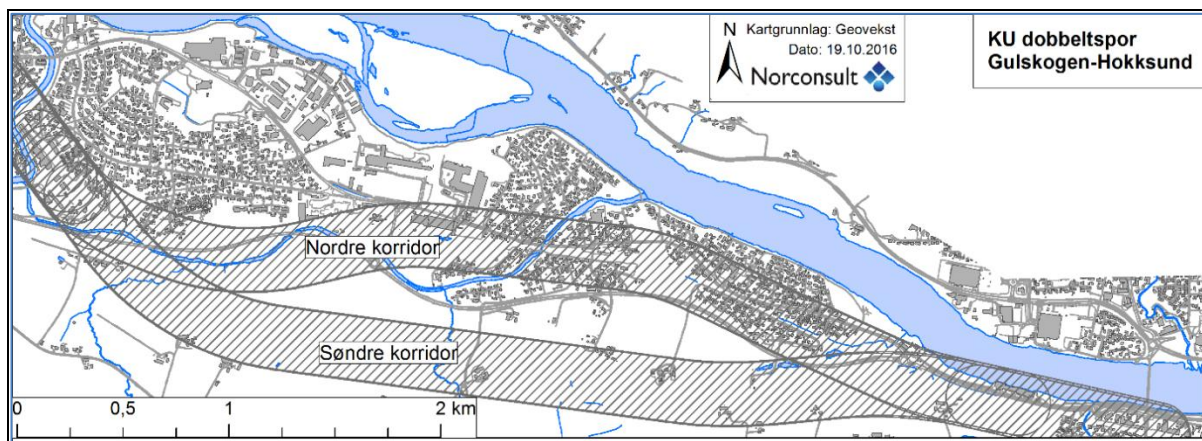 N
Kartgrunnlag: Geovekst
Dato: 19.10.2016
Norconsult
KU dobbeltspor
Gulskogen-Hokksund
Nordre korridor
Søndre korridor
0 0,5 1 2 km